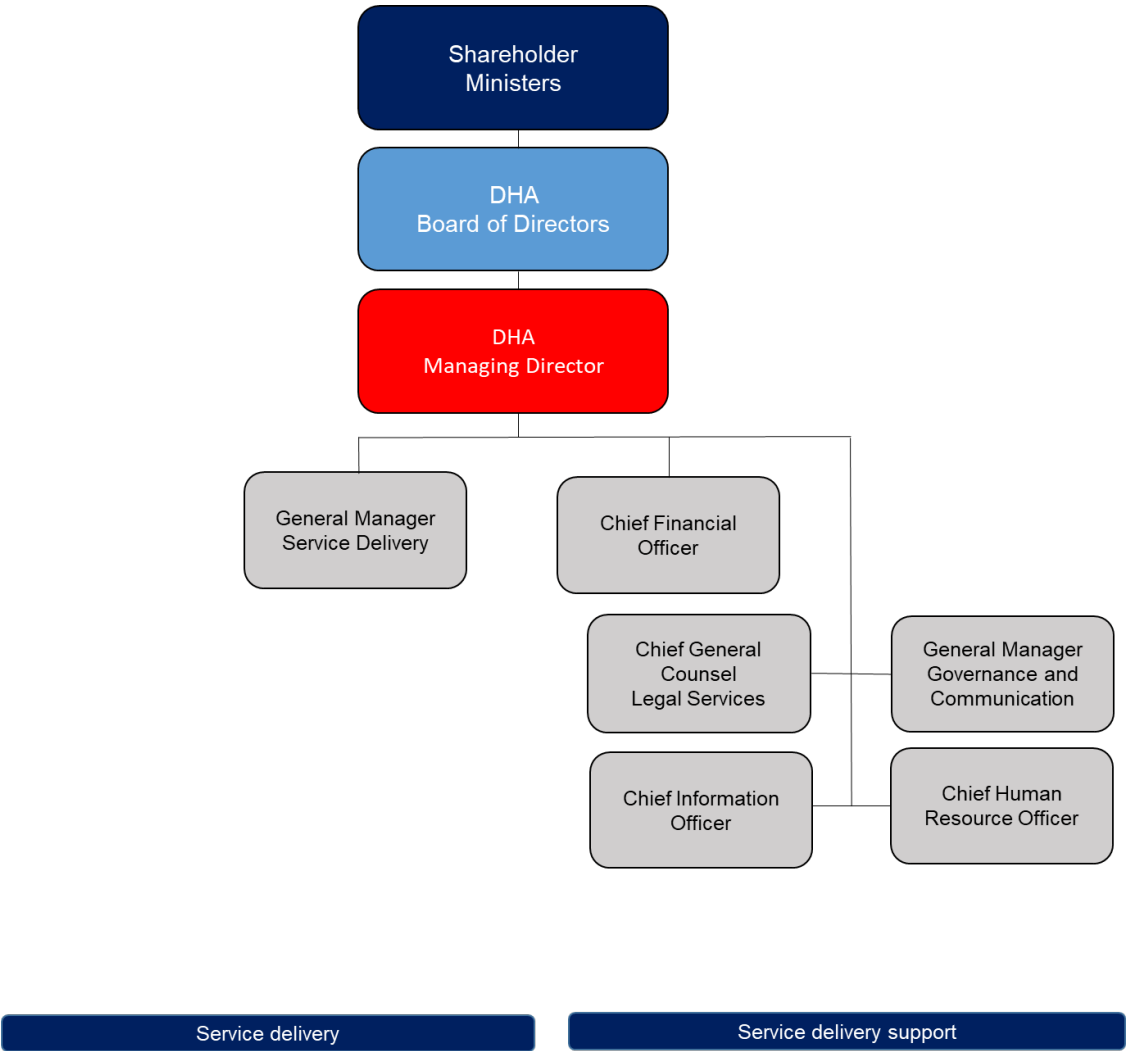 Shareholder
Ministers
DHA
Board of Directors
DHA
Managing Director
General Manager
Service Delivery
Chief Financial
Officer
Chief General
Counsel
Legal Services
General Manager
Governance and
Communication
Chief Information
Officer
Chief Human
Resource Officer
Service delivery
Service delivery support